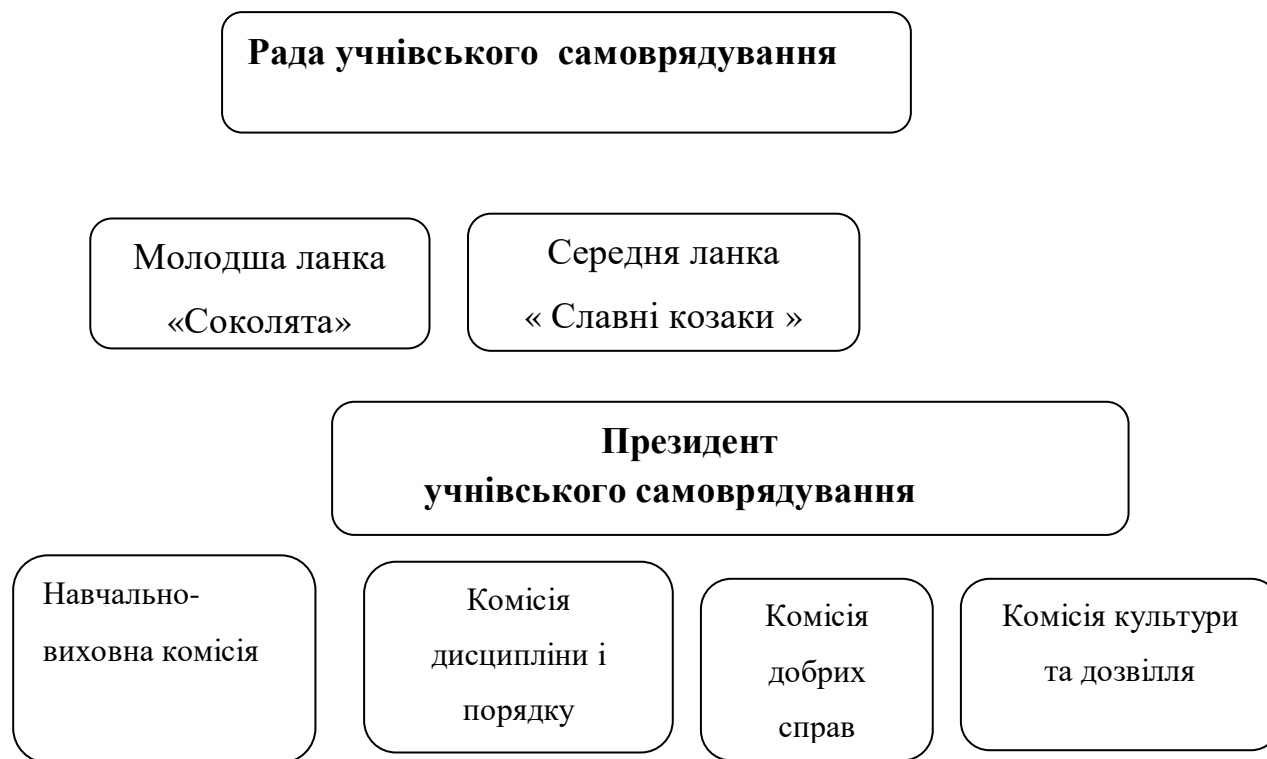 Рада учнівського самоврядування
Молодша ланка
«Соколята»
Середня ланка
« Славні козаки »
Президент
учнівського самоврядування
Навчально-
виховна комісія
Комісія
дисципліни і
порядку
Комісія
добрих
справ
Комісія культури
та дозвілля